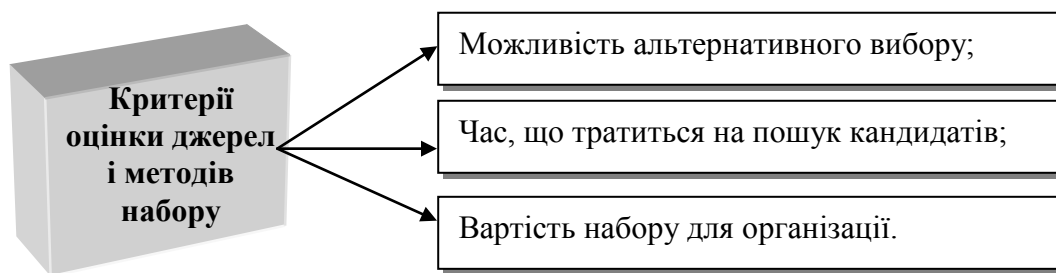 Критерії
оцінки джерел
і методів
набору
Можливість альтернативного вибору;
Час, що тратиться на пошук кандидатів;
Вартість набору для організації.